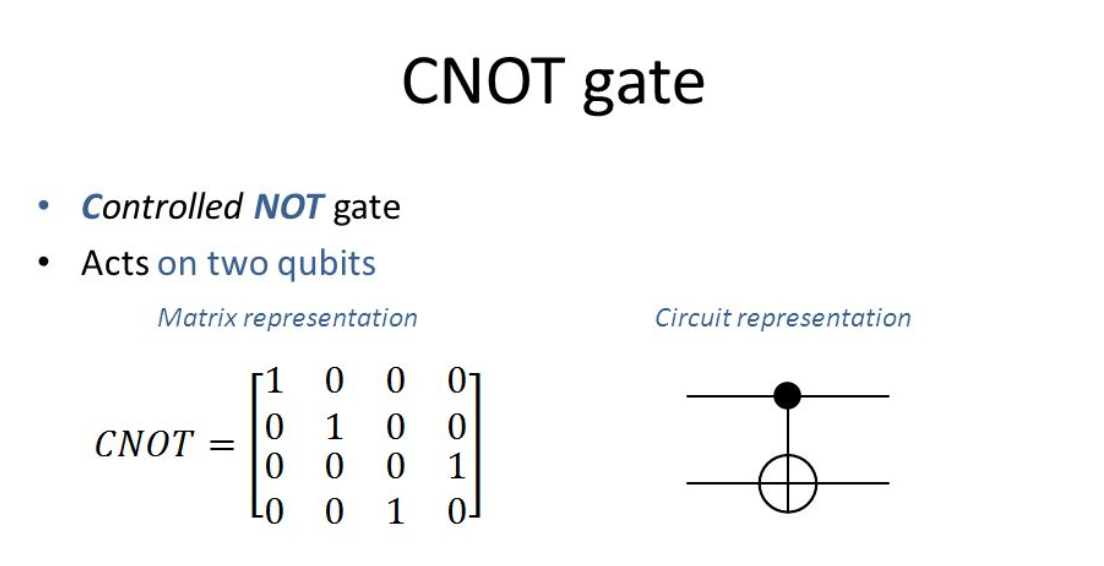 CNOT gate
• Controlled NOT gate
• Acts on two qubits
Matrix representation
Circuit representation
CNOT =
1 0 0 0
0 1 0 0
0 0 0 1
0 0 1 0